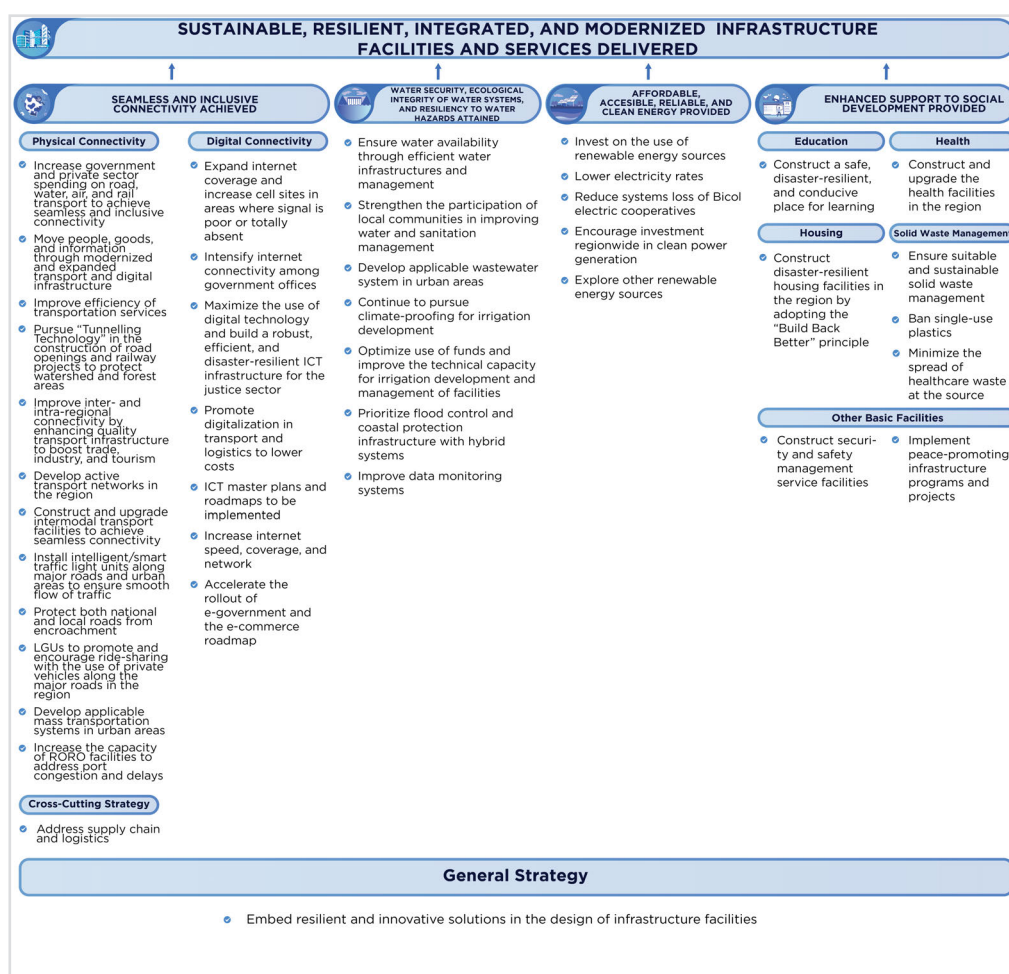 SUSTAINABLE, RESILIENT, INTEGRATED, AND MODERNIZED INFRASTRUCTURE
FACILITIES AND SERVICES DELIVERED
SEAMLESS AND INCLUSIVE
CONNECTIVITY ACHIEVED
Physical Connectivity
Increase government
and private sector
spending on road,
water, air, and rail
transport to achieve
seamless and inclusive
connectivity
Move people, goods,
and information
through modernized
and expanded
transport and digital
infrastructure
Improve efficiency of
transportation services
Pursue “Tunnelling
Technology” in the
construction of road
openings and railway
projects to protect
watershed and forest
areas
Improve inter- and
intra-regional
connectivity by
enhancing quality
transport infrastructure
to boost trade,
industry, and tourism
Develop active
transport networks in
the region
Construct and upgrade
intermodal transport
facilities to achieve
seamless connectivity
Install intelligent/smart
traffic light units along
major roads and urban
areas to ensure smooth
flow of traffic
Protect both national
and local roads from
encroachment
LGUs to promote and
encourage ride-sharing
with the use of private
vehicles along the
major roads in the
region
Develop applicable
mass transportation
systems in urban areas
Increase the capacity
of RORO facilities to
address port
congestion and delays
Cross-Cutting Strategy
Address supply chain
and logistics
Digital Connectivity
Expand internet
coverage and
increase cell sites in
areas where signal is
poor or totally
absent
Intensify internet
connectivity among
government offices
Maximize the use of
digital technology
and build a robust,
efficient, and
disaster-resilient ICT
infrastructure for the
justice sector
Promote
digitalization in
transport and
logistics to lower
costs
ICT master plans and
roadmaps to be
implemented
Increase internet
speed, coverage, and
network
Accelerate the
rollout of
e-government and
the e-commerce
roadmap
WATER SECURITY, ECOLOGICAL
INTEGRITY OF WATER SYSTEMS,
AND RESILIENCY TO WATER
HAZARDS ATTAINED
Ensure water availability
through efficient water
infrastructures and
management
Strengthen the participation of
local communities in improving
water and sanitation
management
Develop applicable wastewater
system in urban areas
Continue to pursue
climate-proofing for irrigation
development
Optimize use of funds and
improve the technical capacity
for irrigation development and
management of facilities
Prioritize flood control and
coastal protection
infrastructure with hybrid
systems
Improve data monitoring
systems
AFFORDABLE,
ACCESIBLE, RELIABLE, AND
CLEAN ENERGY PROVIDED
Invest on the use of
renewable energy sources
Lower electricity rates
Reduce systems loss of Bicol
electric cooperatives
Encourage investment
regionwide in clean power
generation
Explore other renewable
energy sources
ENHANCED SUPPORT TO SOCIAL
DEVELOPMENT PROVIDED
Education
Construct a safe,
disaster-resilient,
and conducive
place for learning
Health
Construct and
upgrade the
health facilities
in the region
Housing
Construct
disaster-resilient
housing facilities in
the region by
adopting the
“Build Back
Better” principle
Solid Waste Management
Ensure suitable
and sustainable
solid waste
management
Ban single-use
plastics
Minimize the
spread of
healthcare waste
at the source
Other Basic Facilities
Construct securi-
ty and safety
management
service facilities
Implement
peace-promoting
infrastructure
programs and
projects
General Strategy
Embed resilient and innovative solutions in the design of infrastructure facilities